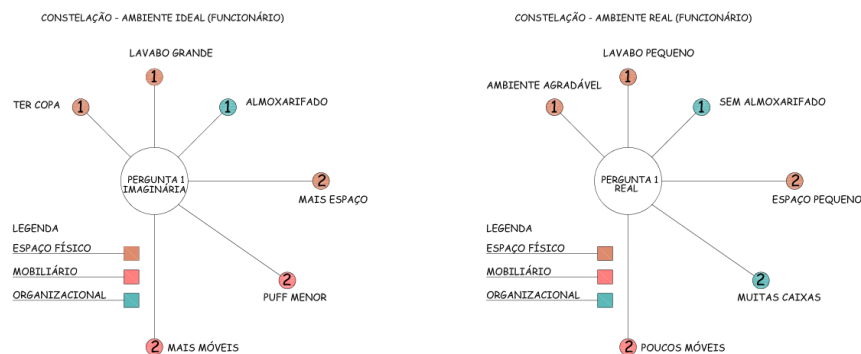 CONSTELAÇÃO - AMBIENTE IDEAL (FUNCIONÁRIO)
LAVABO GRANDE
1
TER COPA
1
1
ALMOXARIFADO
PERGUNTA 1
IMAGINÁRIA
2
MAIS ESPAÇO
LEGENDA
ESPAÇO FÍSICO
MOBILIÁRIO
ORGANIZACIONAL
2
PUFF MENOR
2
MAIS MÓVEIS
CONSTELAÇÃO - AMBIENTE REAL (FUNCIONÁRIO)
LAVABO PEQUENO
1
AMBIENTE AGRADÁVEL
1
1
SEM ALMOXARIFADO
PERGUNTA 1
REAL
2
ESPAÇO PEQUENO
LEGENDA
ESPAÇO FÍSICO
MOBILIÁRIO
ORGANIZACIONAL
2
MUITAS CAIXAS
2
POUCOS MÓVEIS